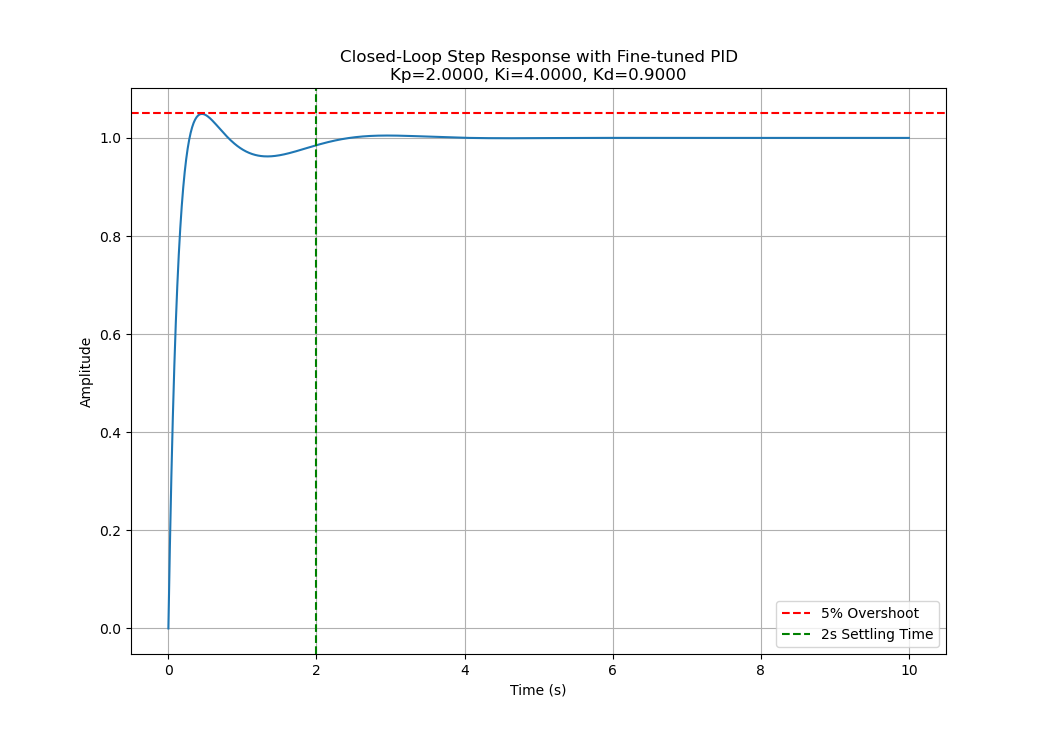 Closed-Loop Step Response with Fine-tuned PID
Kp=2.0000, Ki=4.0000, Kd=0.9000
Amplitude
1.0
0.8
0.6
0.4
0.2
0.0
5% Overshoot
2s Settling Time
0 2 4 6 8 10
Time (s)